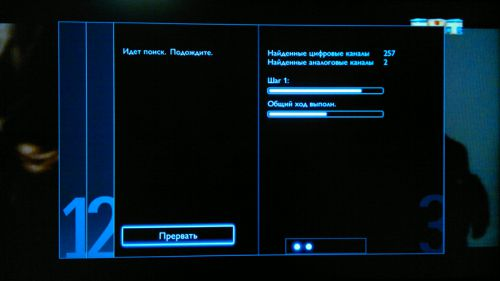 Идет поиск. Подождите.
Найденные цифровые каналы 257
Найденные аналоговые каналы 2
Шаг 1:
Общий ход выполн.
12
3
Прервать